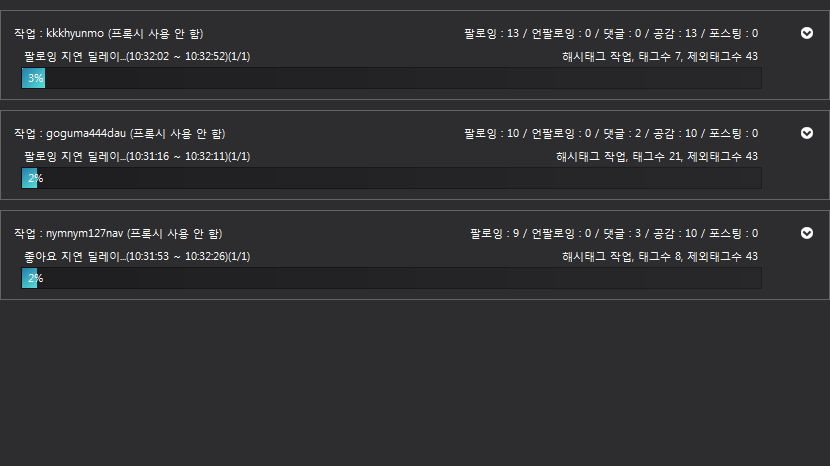 작업 : kkkhyunmo (프록시 사용 안 함) 팔로잉 : 13 / 언팔로잉 : 0 / 댓글 : 0 / 공감 : 13 / 포스팅 : 0
팔로잉 지연 딜레이...(10:32:02 ~ 10:32:52)(1/1) 해시태그 작업, 태그수 7, 제외태그수 43
3%
작업 : goguma444dau (프록시 사용 안 함) 팔로잉 : 10 / 언팔로잉 : 0 / 댓글 : 2 / 공감 : 10 / 포스팅 : 0
팔로잉 지연 딜레이...(10:31:16 ~ 10:32:11)(1/1) 해시태그 작업, 태그수 21, 제외태그수 43
2%
작업 : nymnym127nav (프록시 사용 안 함) 팔로잉 : 9 / 언팔로잉 : 0 / 댓글 : 3 / 공감 : 10 / 포스팅 : 0
좋아요 지연 딜레이...(10:31:53 ~ 10:32:26)(1/1) 해시태그 작업, 태그수 8, 제외태그수 43
2%